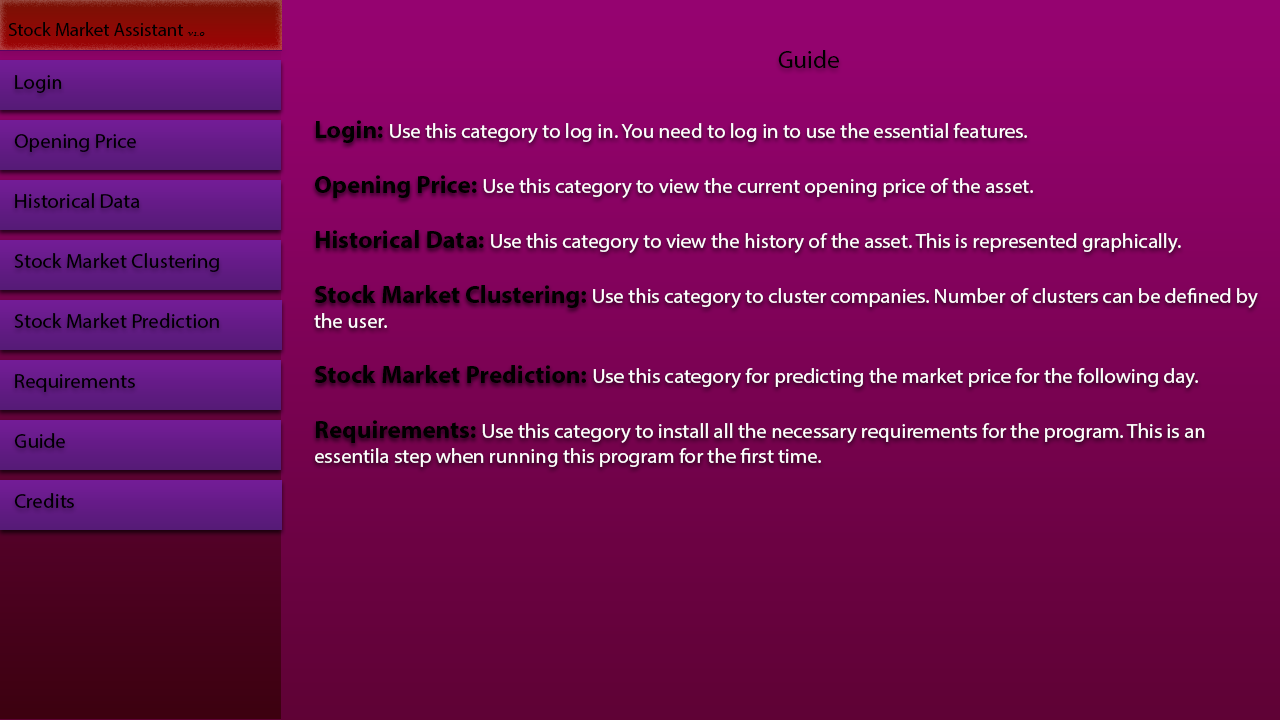 Stock Market Assistant v1.0
Login
Opening Price
Historical Data
Stock Market Clustering
Stock Market Prediction
Requirements
Guide
Credits
Guide
Login: Use this category to log in. You need to log in to use the essential features.
Opening Price: Use this category to view the current opening price of the asset.
Historical Data: Use this category to view the history of the asset. This is represented graphically.
Stock Market Clustering: Use this category to cluster companies. Number of clusters can be defined by
the user.
Stock Market Prediction: Use this category for predicting the market price for the following day.
Requirements: Use this category to install all the necessary requirements for the program. This is an
essentila step when running this program for the first time.